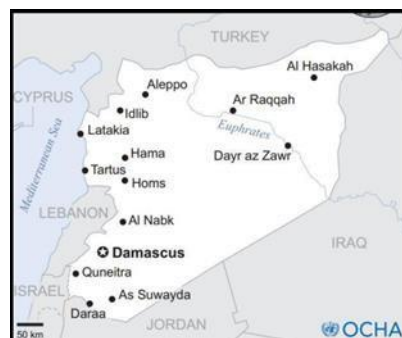 TURKEY
Al Hasakah
Aleppo
CYPRUS
Idlib
Ar Raqqah
Latakia
Euphrates
Mediterranean Sea
Hama
Dayr az Zawr
Tartus
Homs
LEBANON
Al Nabk
IRAQ
Damascus
Quneitra
ISRAEL
As Suwayda
Daraa
JORDAN
50 km
OCHA